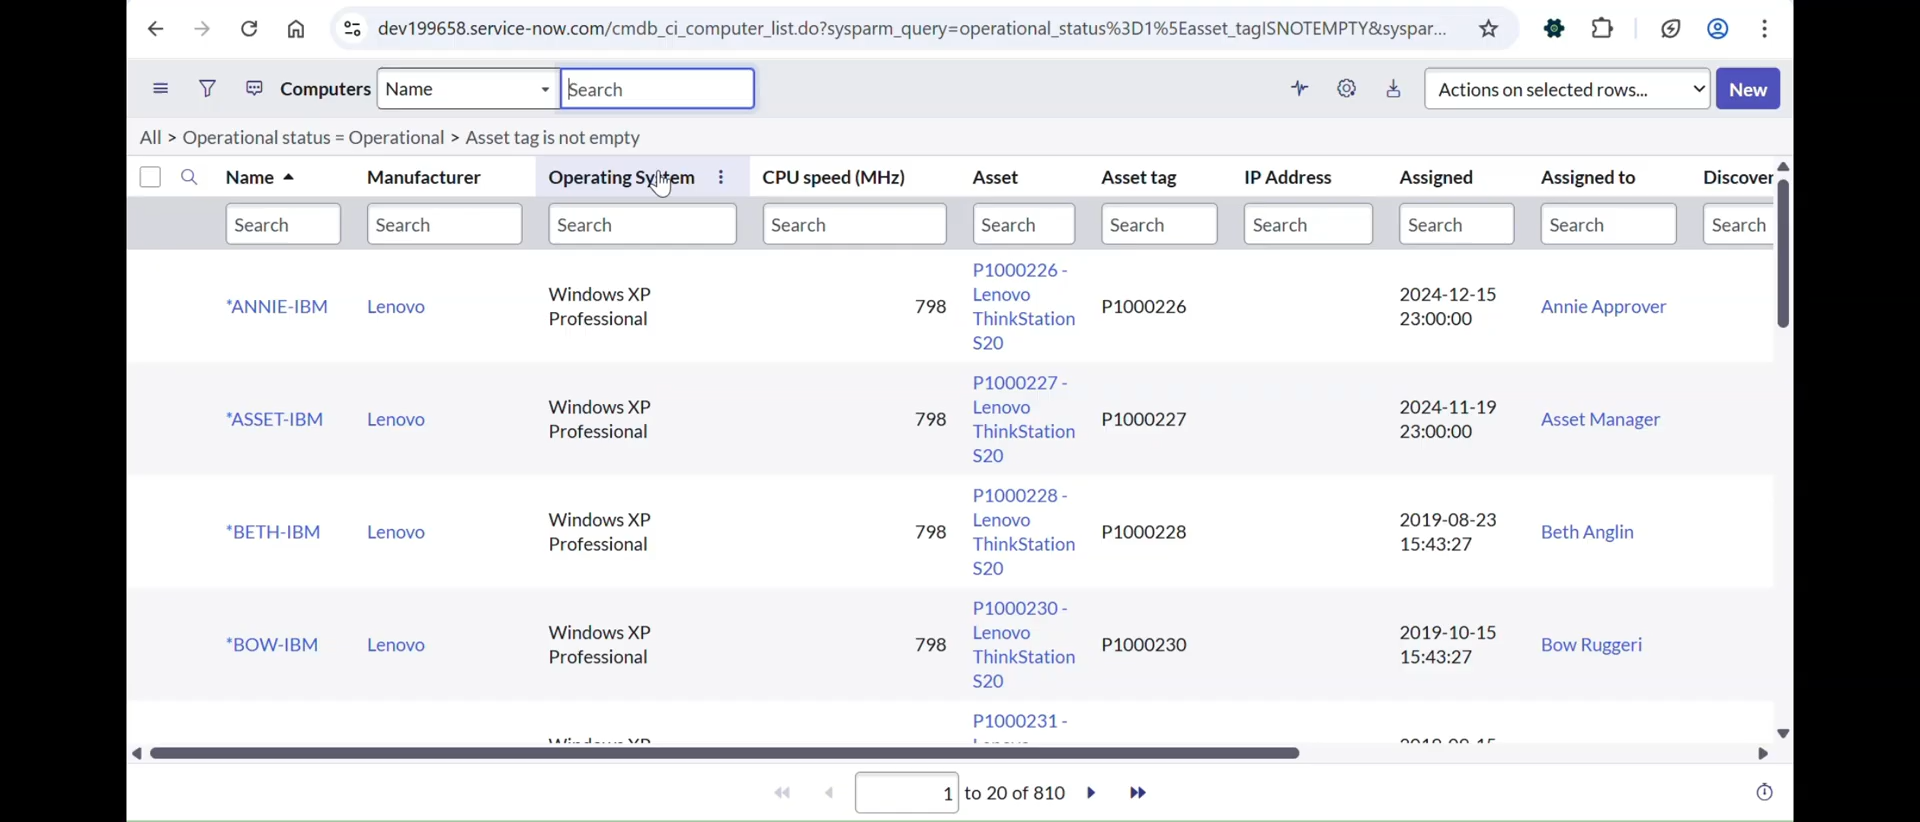 dev199658.service-now.com/cmdb_ci_computer_list.do?sysparm_query=operational_status%3D1%5Easset_tagISNOTEMPTY&syspar...
Computers Name Search Actions on selected rows... New
All > Operational status = Operational > Asset tag is not empty
Name Manufacturer Operating System CPU speed (MHz) Asset Asset tag IP Address Assigned Assigned to Discover
Search Search Search Search Search Search Search Search Search Search
*ANNIE-IBM Lenovo Windows XP Professional 798 P1000226 - Lenovo ThinkStation S20 P1000226 2024-12-15 23:00:00 Annie Approver
*ASSET-IBM Lenovo Windows XP Professional 798 P1000227 - Lenovo ThinkStation S20 P1000227 2024-11-19 23:00:00 Asset Manager
*BETH-IBM Lenovo Windows XP Professional 798 P1000228 - Lenovo ThinkStation S20 P1000228 2019-08-23 15:43:27 Beth Anglin
*BOW-IBM Lenovo Windows XP Professional 798 P1000230 - Lenovo ThinkStation S20 P1000230 2019-10-15 15:43:27 Bow Ruggeri
P1000231 -
1 to 20 of 810